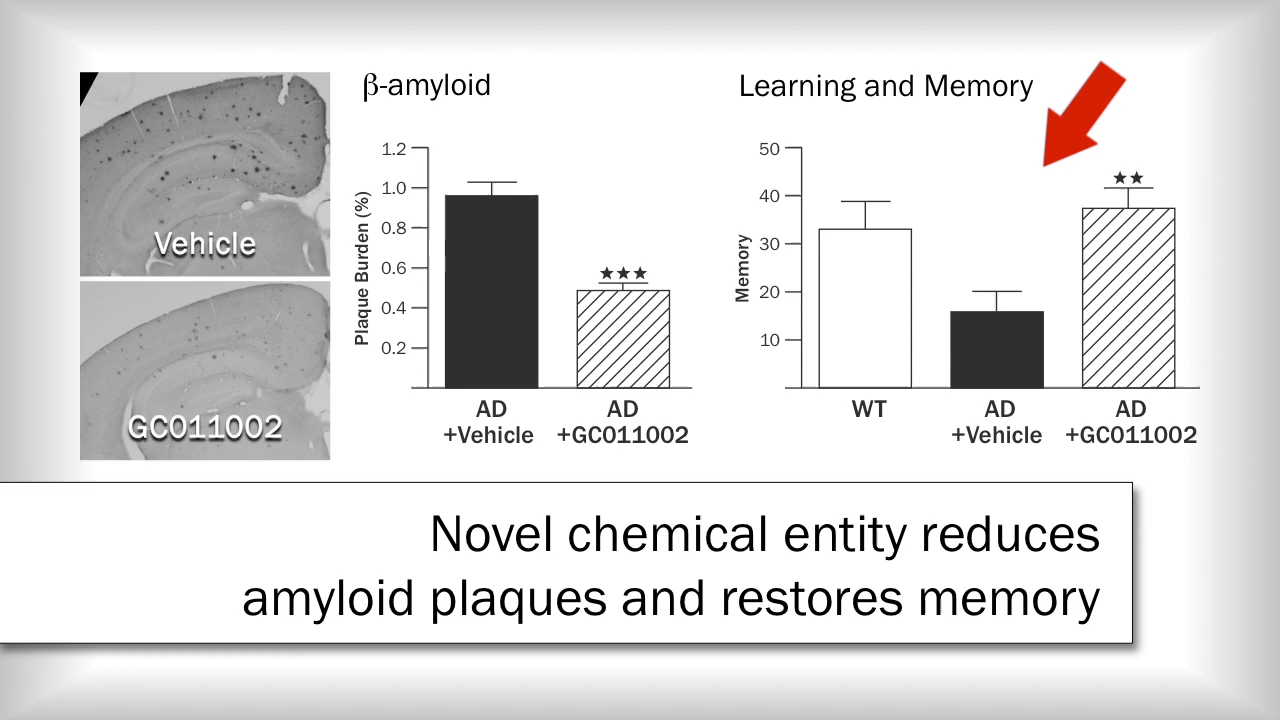 β-amyloid
Learning and Memory
Vehicle
GC011002
Plaque Burden (%)
1.2
1.0
0.8
0.6
0.4
0.2
★★★
AD
+Vehicle
AD
+GC011002
Memory
50
40
30
20
10
★★
WT
AD
+Vehicle
AD
+GC011002
Novel chemical entity reduces
amyloid plaques and restores memory